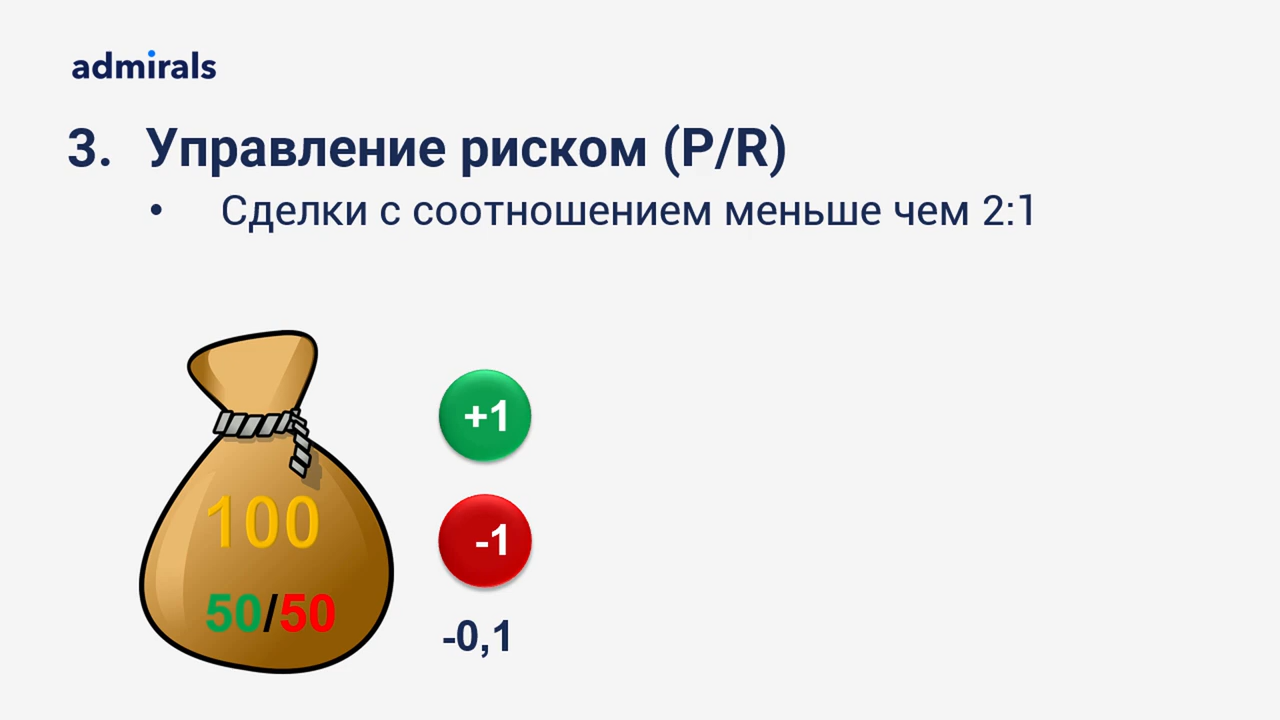 admirals
3. Управление риском (P/R)
• Сделки с соотношением меньше чем 2:1
+1
100
-1
50/50
-0,1